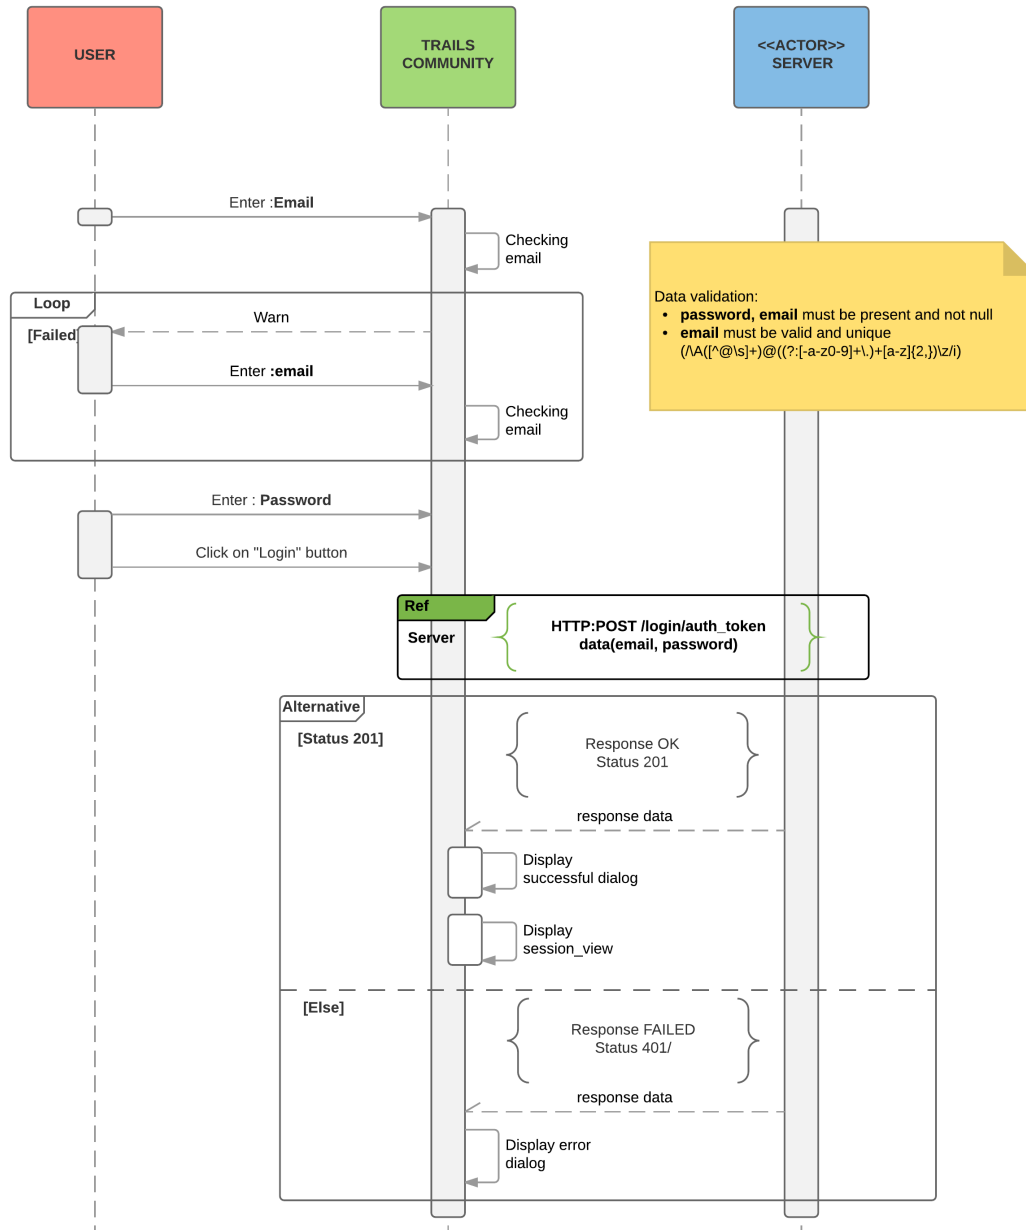 USER
TRAILS
COMMUNITY
<<ACTOR>>
SERVER
Enter :Email
Checking
email
Data validation:
• password, email must be present and not null
• email must be valid and unique
(/\A([^@\s]+)@((?:[-a-z0-9]+\.)+[a-z]{2,})\z/i)
Loop
[Failed]
Warn
Enter :email
Checking
email
Enter : Password
Click on "Login" button
Ref
Server
HTTP:POST /login/auth_token
data(email, password)
Alternative
[Status 201]
Response OK
Status 201
response data
Display
successful dialog
Display
session_view
[Else]
Response FAILED
Status 401/
response data
Display error
dialog